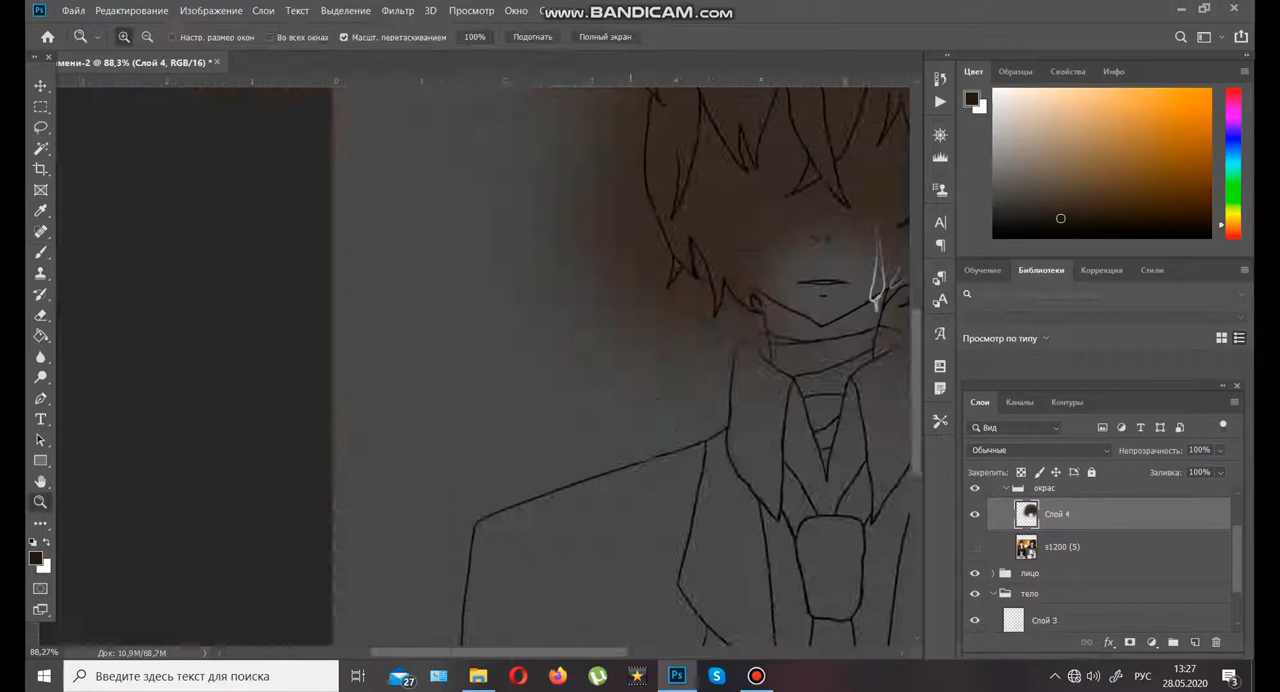 Ps Файл Редактирование Изображение Слои Текст Выделение Фильтр 3D Просмотр Окно
www.BANDICAM.com
Настр. размер окон Во всех окнах Масшт. перетаскиванием 100% Подогнать Полный экран
мени-2 @ 88,3% (Слой 4, RGB/16) *
Цвет Образцы Свойства Инфо
Обучение Библиотеки Коррекция Стили
Просмотр по типу
Слои Каналы Контуры
Вид
Обычные Непрозрачность: 100%
Закрепить: Заливка: 100%
окрас
Слой 4
s1200 (5)
лицо
тело
Слой 3
88,27% Док: 10,9M/68,7M
Введите здесь текст для поиска
27
Ps
РУС
13:27
28.05.2020
3